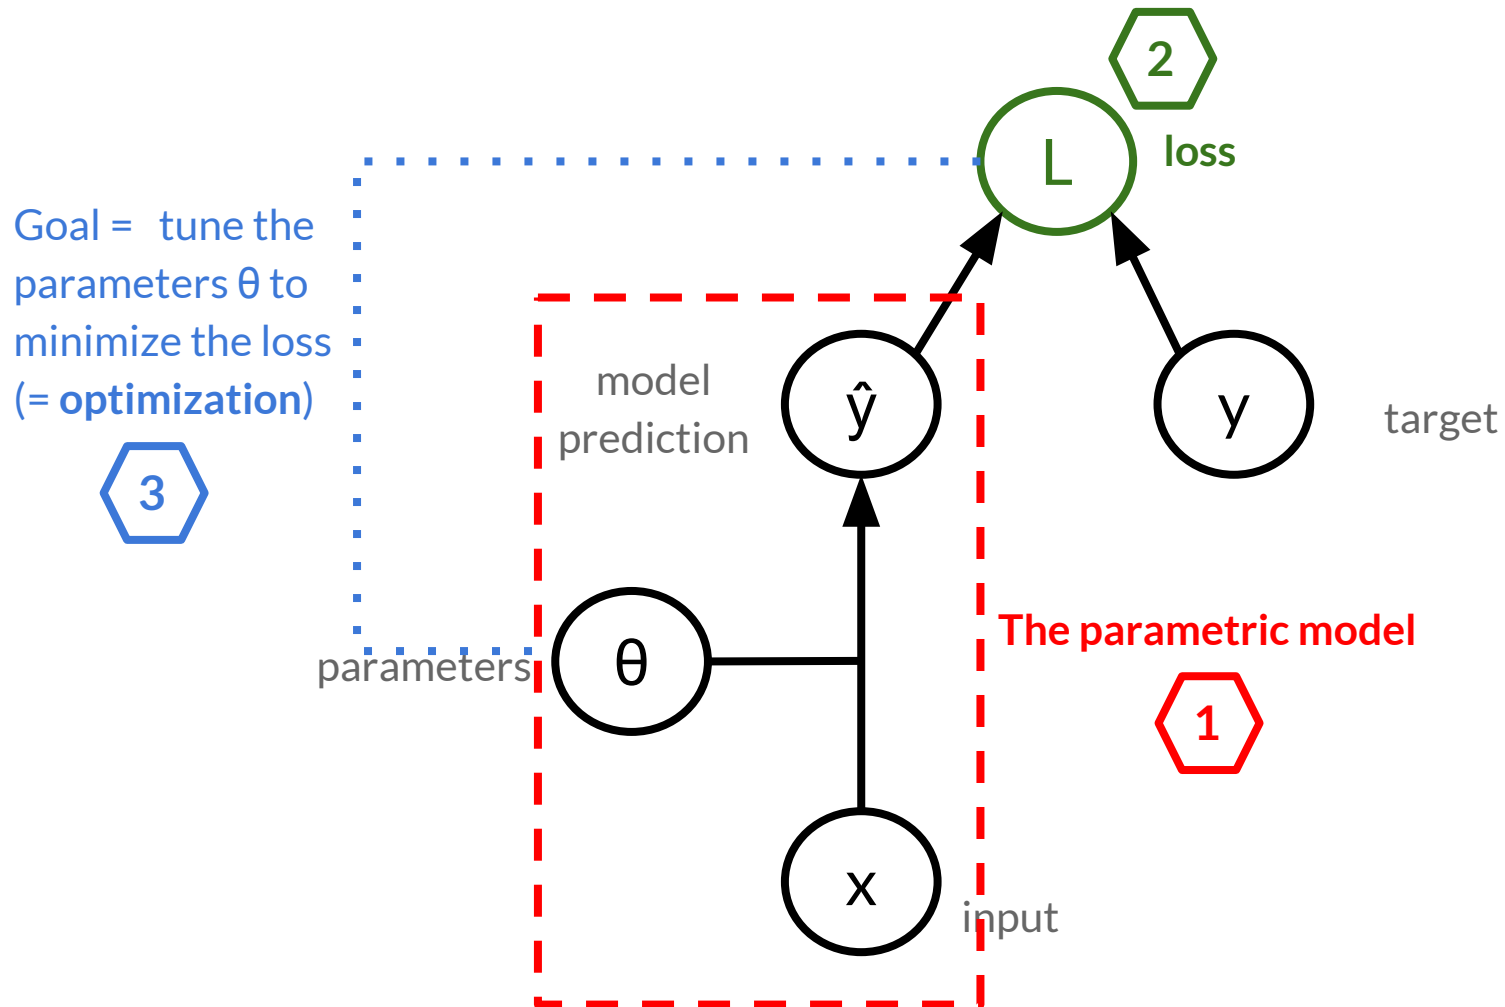 2
L
loss
Goal = tune the
parameters θ to
minimize the loss
(= optimization)
3
model
prediction
ŷ
y
target
parameters
θ
The parametric model
1
x
input